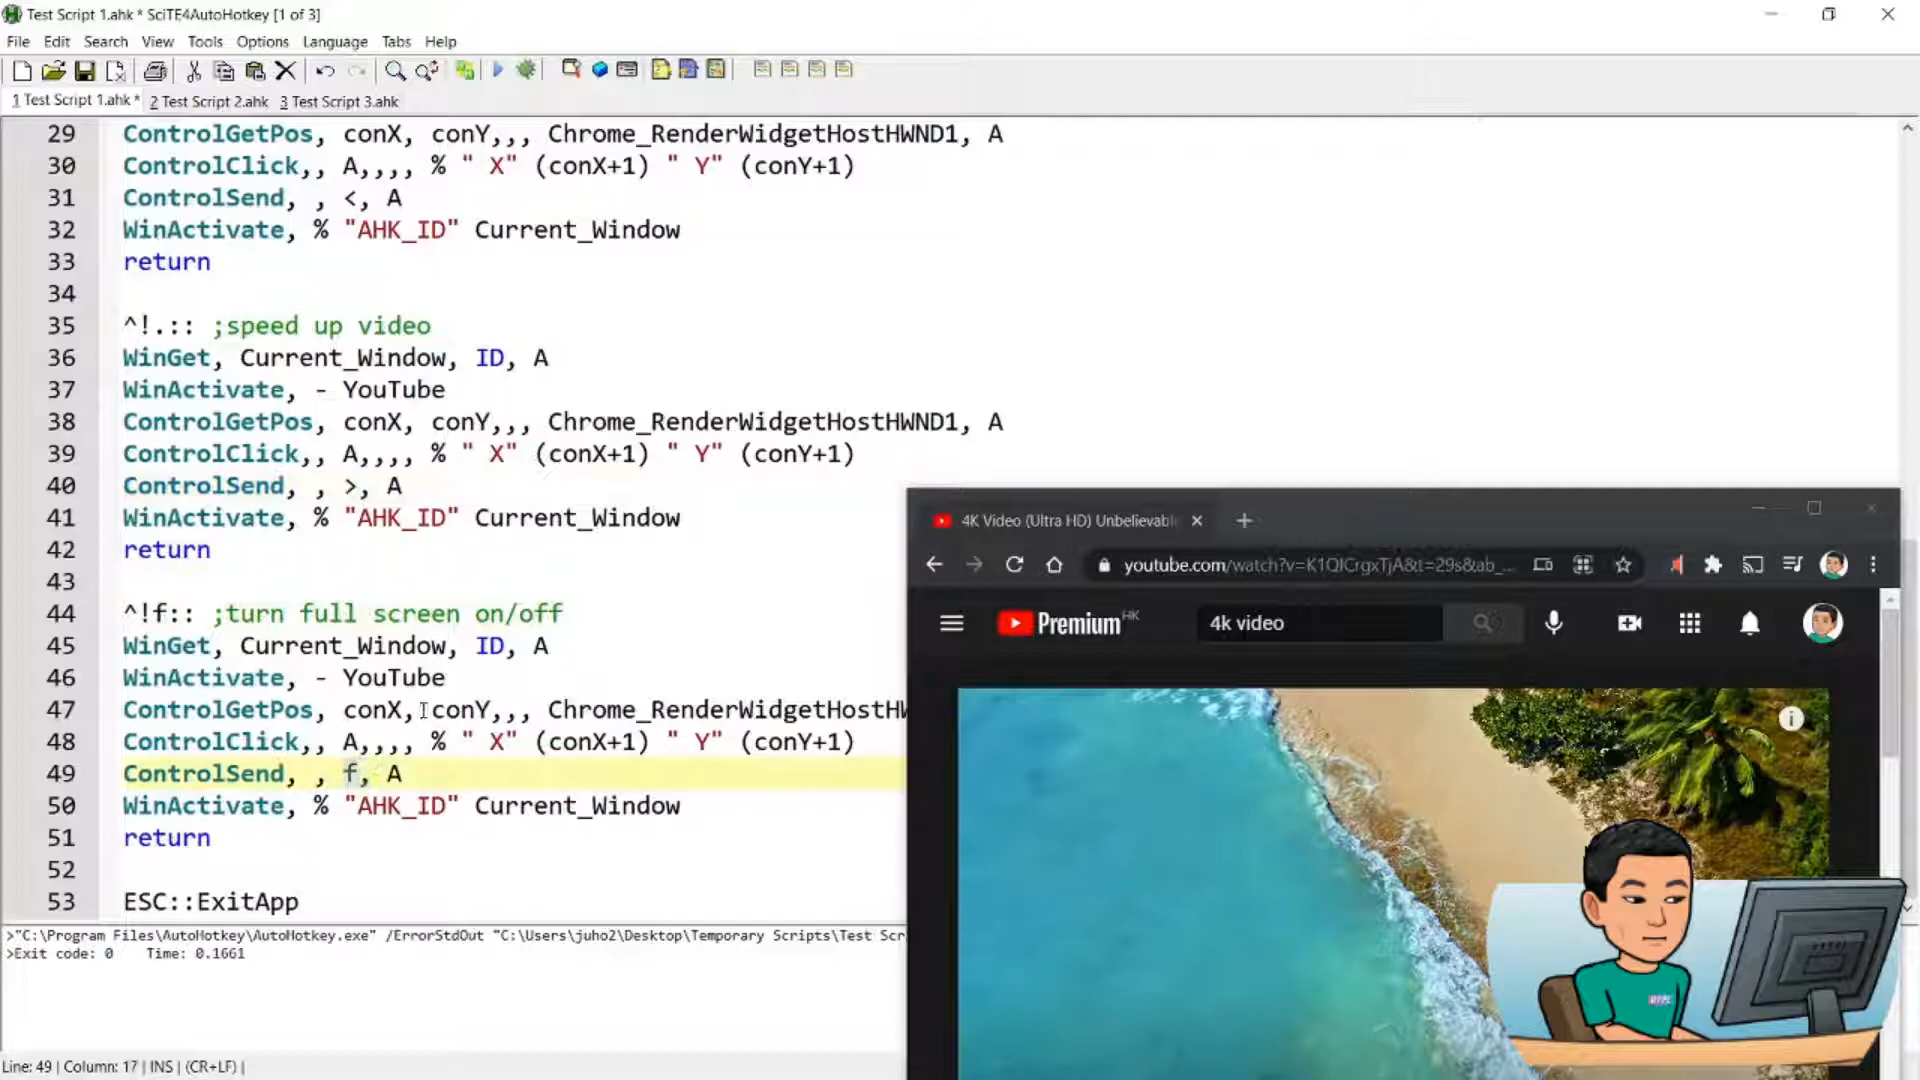 Test Script 1.ahk * SciTE4AutoHotkey [1 of 3]
File Edit Search View Tools Options Language Tabs Help
1 Test Script 1.ahk * 2 Test Script 2.ahk 3 Test Script 3.ahk
29 ControlGetPos, conX, conY,,, Chrome_RenderWidgetHostHWND1, A
30 ControlClick,, A,,,, % " X" (conX+1) " Y" (conY+1)
31 ControlSend, , <, A
32 WinActivate, % "AHK_ID" Current_Window
33 return
34
35 ^!.:: ;speed up video
36 WinGet, Current_Window, ID, A
37 WinActivate, - YouTube
38 ControlGetPos, conX, conY,,, Chrome_RenderWidgetHostHWND1, A
39 ControlClick,, A,,,, % " X" (conX+1) " Y" (conY+1)
40 ControlSend, , >, A
41 WinActivate, % "AHK_ID" Current_Window
42 return
43
44 ^!f:: ;turn full screen on/off
45 WinGet, Current_Window, ID, A
46 WinActivate, - YouTube
47 ControlGetPos, conX, conY,,, Chrome_RenderWidgetHostHW
48 ControlClick,, A,,,, % " X" (conX+1) " Y" (conY+1)
49 ControlSend, , f, A
50 WinActivate, % "AHK_ID" Current_Window
51 return
52
53 ESC::ExitApp
>"C:\Program Files\AutoHotkey\AutoHotkey.exe" /ErrorStdOut "C:\Users\juho2\Desktop\Temporary Scripts\Test Scr
>Exit code: 0 Time: 0.1661
Line: 49 | Column: 17 | INS | (CR+LF) |
4K Video (Ultra HD) Unbelievabl
youtube.com/watch?v=K1QICrgxTjA&t=29s&ab_...
Premium HK
4k video